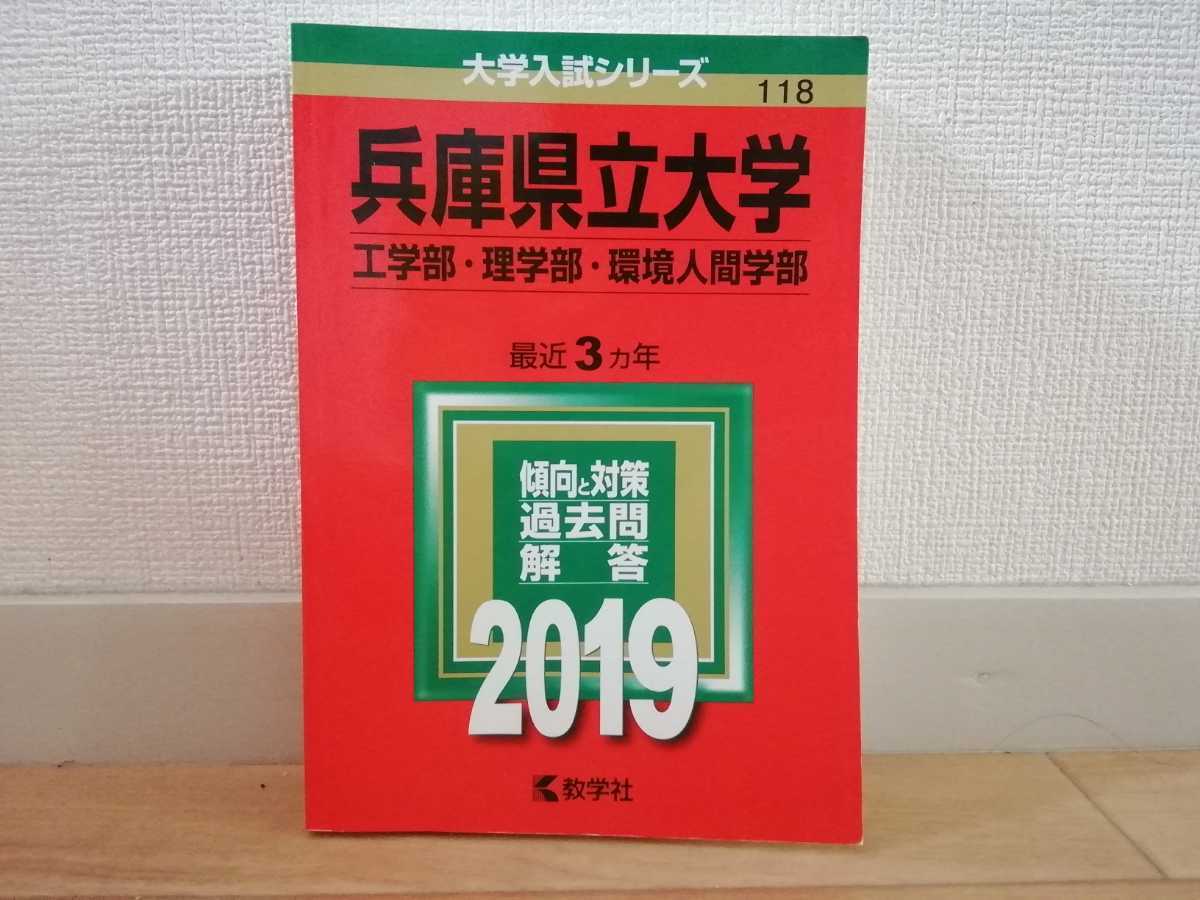 大学入試シリーズ
118
兵庫県立大学
工学部・理学部・環境人間学部
最近3カ年
傾向と対策
過去問
解答
2019
教学社